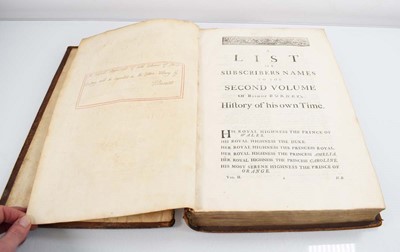 LIST
OF
SUBSCRIBERS NAMES
TO THE
SECOND VOLUME
OF BISHOP BURNET's
History of his own Time.
HIS ROYAL HIGHNESS THE PRINCE OF
WALES.
HIS ROYAL HIGHNESS THE DUKE.
HER ROYAL HIGHNESS THE PRINCESS ROYAL.
HER ROYAL HIGHNESS THE PRINCESS AMELIA.
HER ROYAL HIGHNESS THE PRINCESS CAROLINE.
HIS MOST SERENE HIGHNESS THE PRINCE OF
ORANGE.
VOL. II.